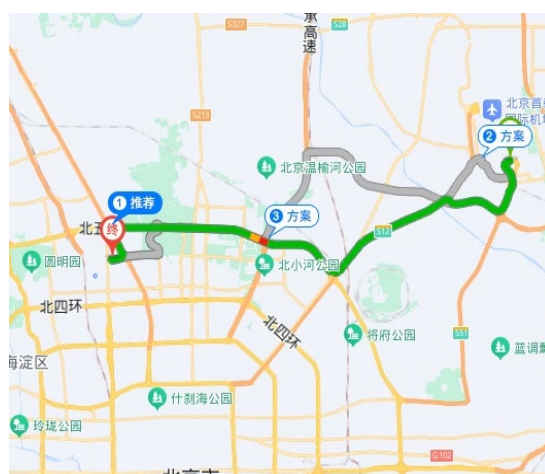 S327
承高速
S28
S213
北京首都
国际机场
2 方案
北京温榆河公园
1 推荐
北五
终
3 方案
S12
圆明园
北小河公园
北四环
北四环
将府公园
海淀区
S51
蓝调
什刹海公园
玲珑公园
G102
北京市